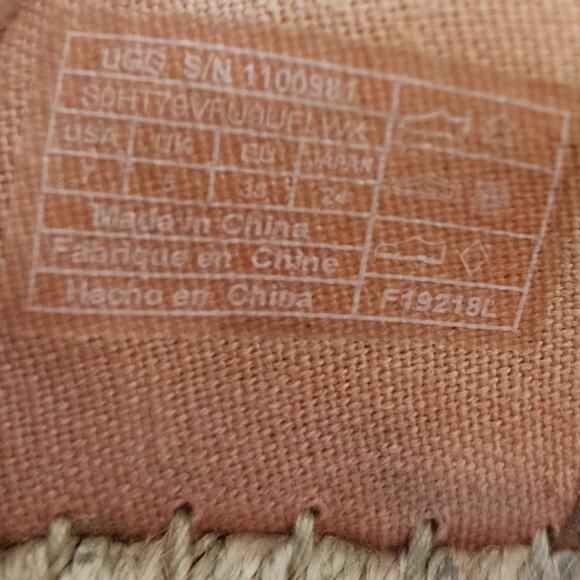 UGG S/N 1100981
USA UK EU JAPAN
7 5 38 24
Made in China
Fabrique en Chine
Hecho en China
F19218L